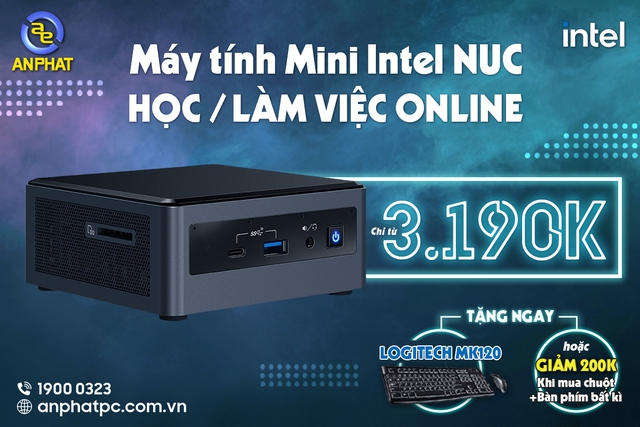 ae
ANPHAT
intel
Máy tính Mini Intel NUC
HỌC / LÀM VIỆC ONLINE
Chỉ từ
3.190K
TẶNG NGAY
LOGITECH MK120
hoặc
GIẢM 200K
Khi mua chuột
+Bàn phím bất kì
1900 0323
anphatpc.com.vn